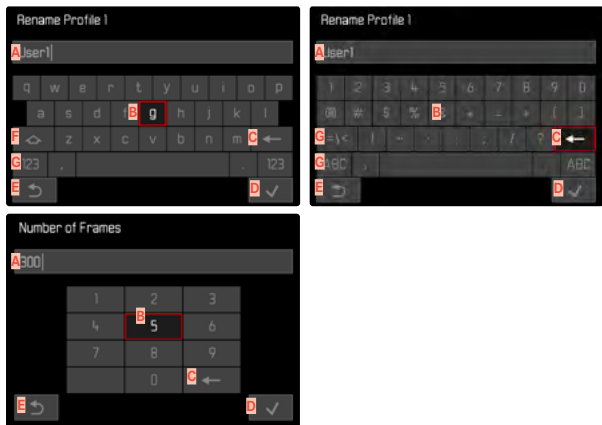 Rename Profile 1
A User1
q w e r t y u i o p
a s d f B g h j k l
F z x c v b n m C ←
G 123 , . 123
E D ✓
Rename Profile 1
A User1
1 2 3 4 5 6 7 8 9 0
# $ % B - + ( )
G =\< ! ? C ←
G ABC , . ABC
E D ✓
Number of Frames
A 300
1 2 3
4 B 5 6
7 8 9
0 C ←
E D ✓